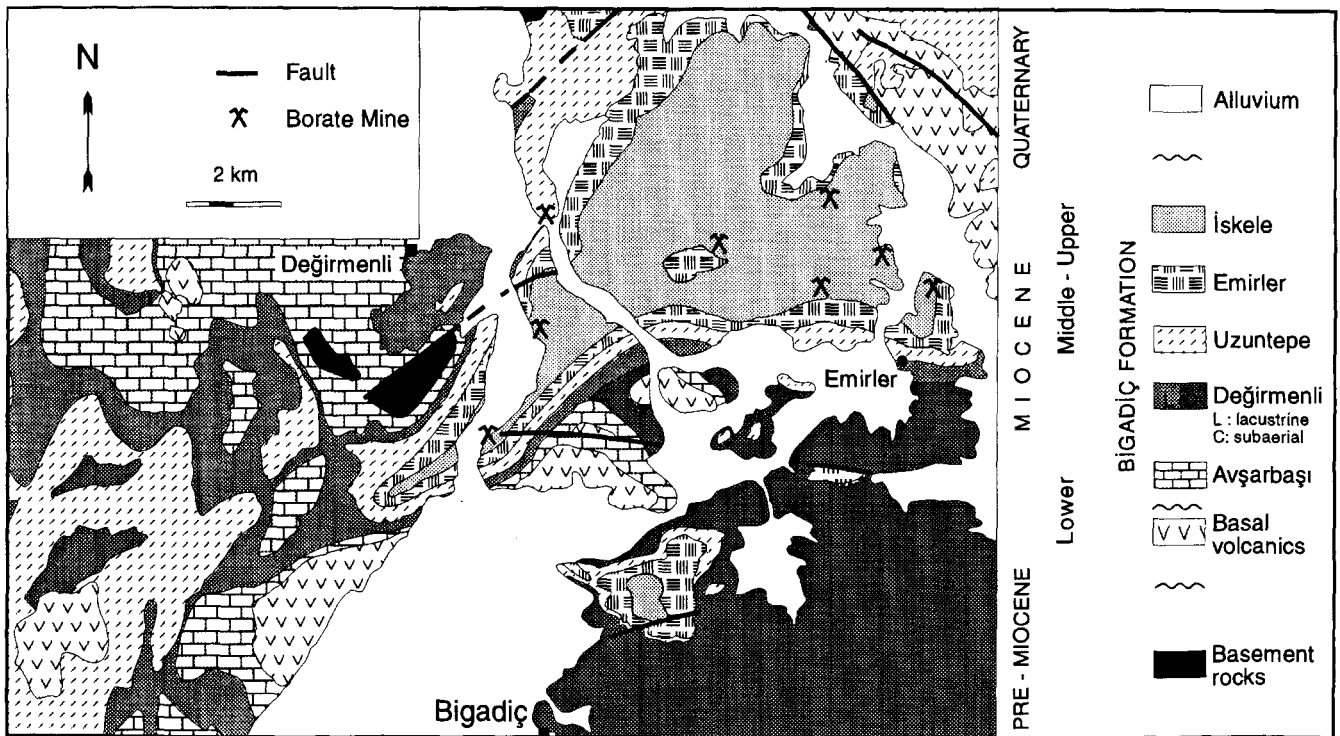 N
Fault
Borate Mine
2 km
Değirmenli
Emirler
Bigadiç
QUATERNARY
MIOCENE
PRE - MIOCENE
Middle - Upper
Lower
BİGADİÇ FORMATION
Alluvium
İskele
Emirler
Uzuntepe
Değirmenli
L : lacustrine
C: subaerial
Avşarbaşı
Basal
volcanics
Basement
rocks